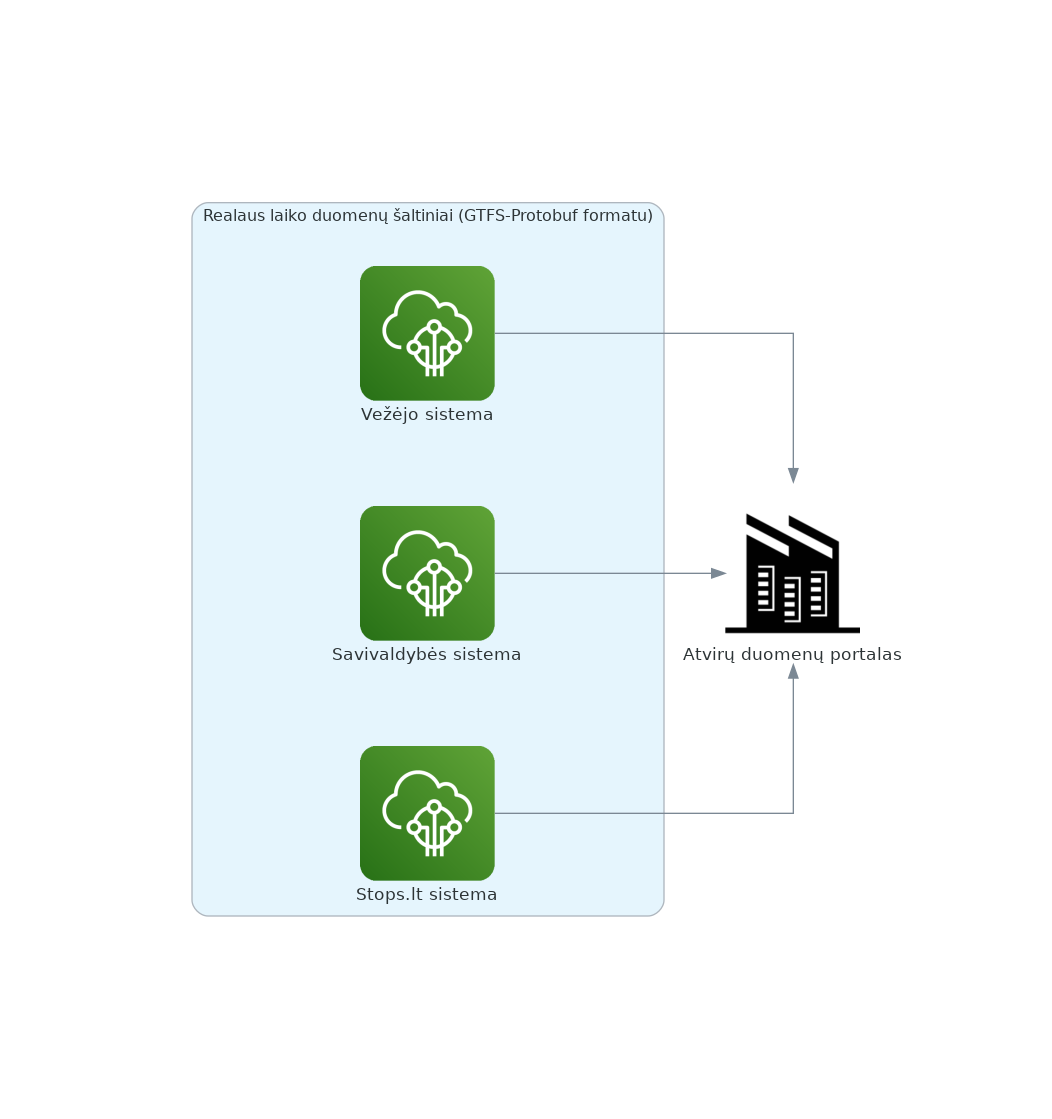 Realaus laiko duomenų šaltiniai (GTFS-Protobuf formatu)
Vežėjo sistema
Savivaldybės sistema
Atvirų duomenų portalas
Stops.lt sistema